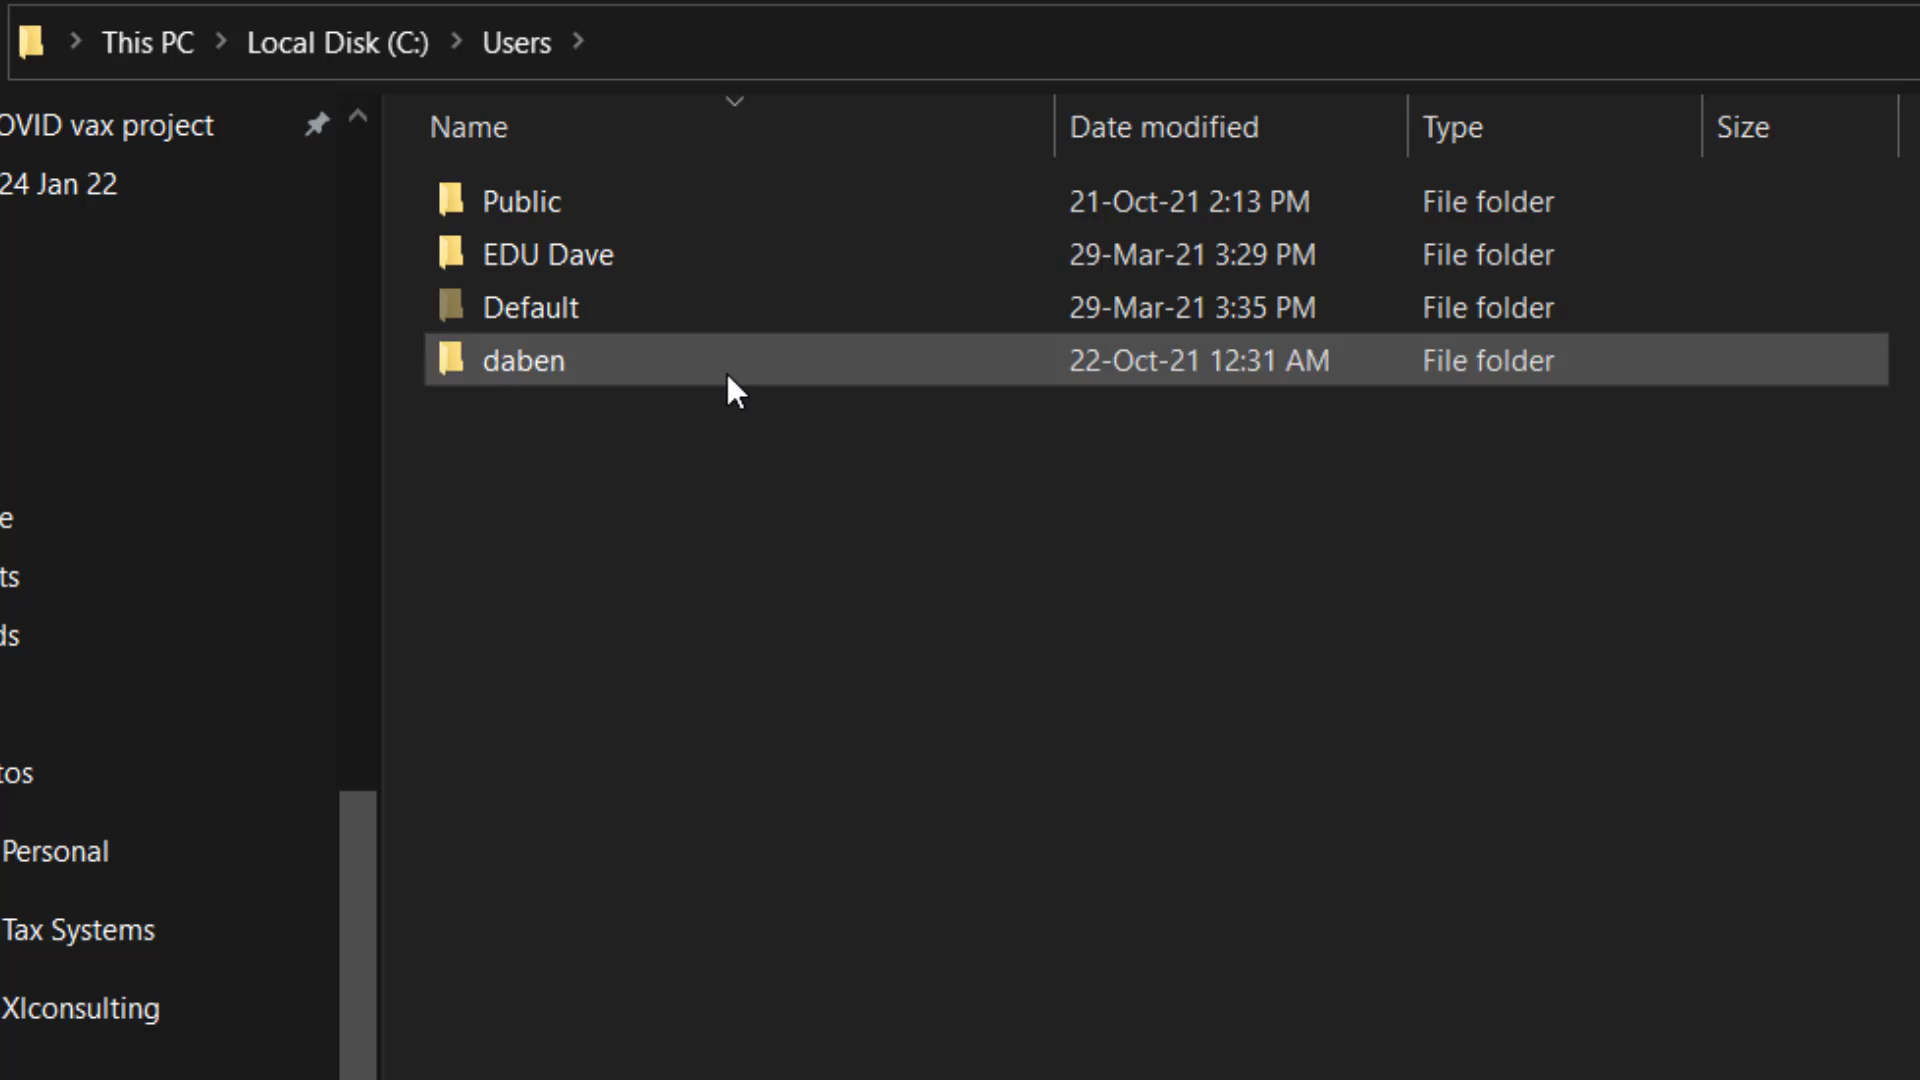 This PC > Local Disk (C:) > Users >
OVID vax project
24 Jan 22
e
ts
ds
tos
Personal
Tax Systems
XIconsulting
Name Date modified Type Size
Public 21-Oct-21 2:13 PM File folder
EDU Dave 29-Mar-21 3:29 PM File folder
Default 29-Mar-21 3:35 PM File folder
daben 22-Oct-21 12:31 AM File folder